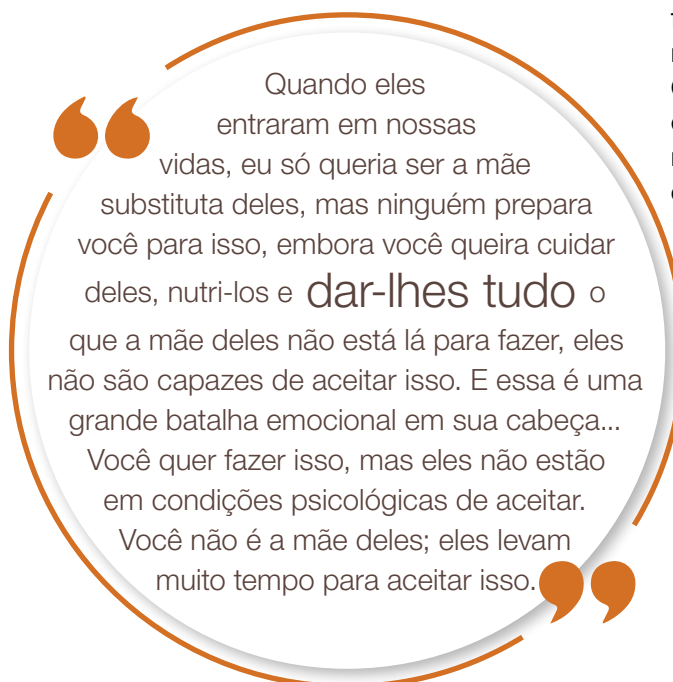 Quando eles
entraram em nossas
vidas, eu só queria ser a mãe
substituta deles, mas ninguém prepara
você para isso, embora você queira cuidar
deles, nutri-los e dar-lhes tudo o
que a mãe deles não está lá para fazer, eles
não são capazes de aceitar isso. E essa é uma
grande batalha emocional em sua cabeça...
Você quer fazer isso, mas eles não estão
em condições psicológicas de aceitar.
Você não é a mãe deles; eles levam
muito tempo para aceitar isso.